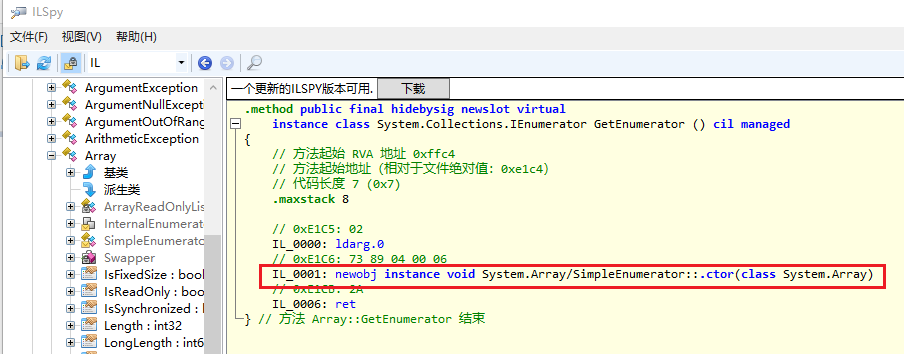 ILSpy
文件(F) 视图(V) 帮助(H)
IL
ArgumentException
ArgumentNullExcept
ArgumentOutOfRang
ArithmeticException
Array
基类
派生类
ArrayReadOnlyLis
InternalEnumerat
SimpleEnumerato
Swapper
IsFixedSize : bool
IsReadOnly : bool
IsSynchronized :
Length : int32
LongLength : int6
一个更新的ILSPY版本可用. 下载
.method public final hidebysig newslot virtual
instance class System.Collections.IEnumerator GetEnumerator () cil managed
{
// 方法起始 RVA 地址 0xffc4
// 方法起始地址（相对于文件绝对值：0xe1c4）
// 代码长度 7 (0x7)
.maxstack 8
// 0xE1C5: 02
IL_0000: ldarg.0
// 0xE1C6: 73 89 04 00 06
IL_0001: newobj instance void System.Array/SimpleEnumerator::.ctor(class System.Array)
// 0xE1CB: 2A
IL_0006: ret
} // 方法 Array::GetEnumerator 结束